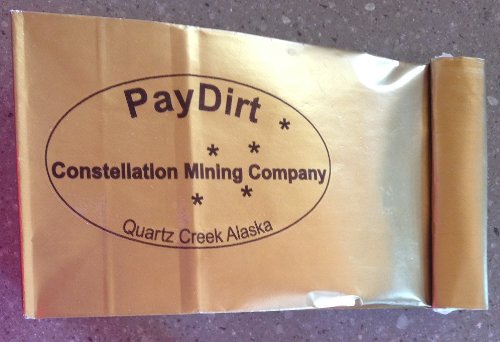 PayDirt
Constellation Mining Company
Quartz Creek Alaska